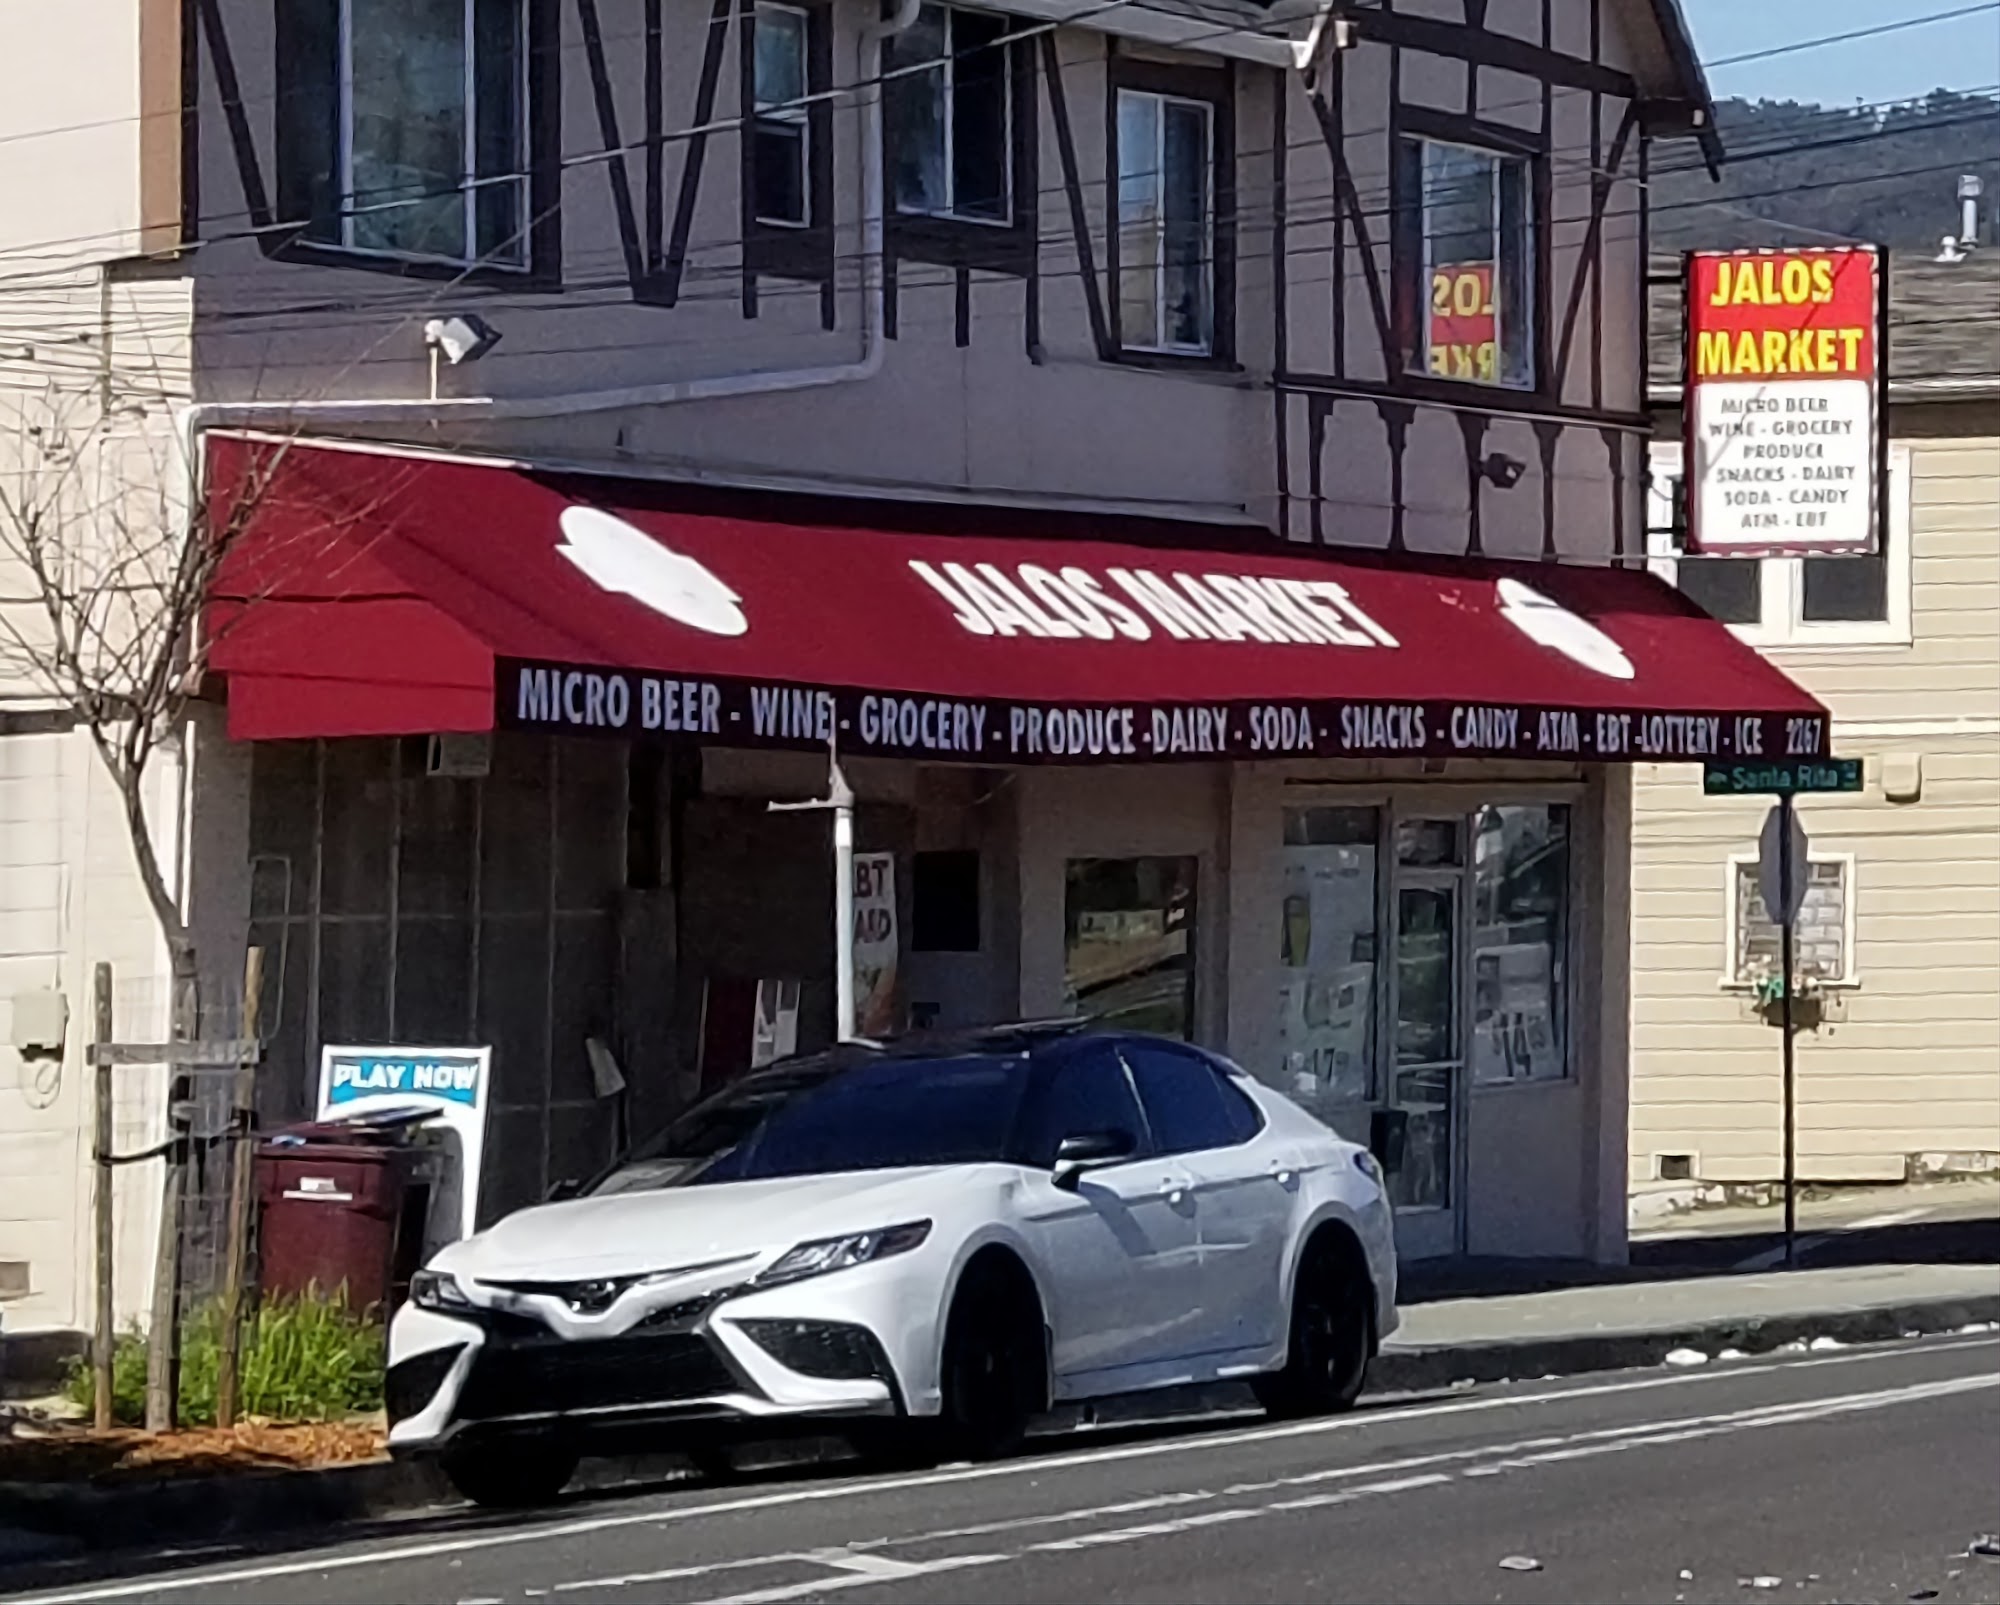 JALOS
MARKET
MICRO BEER
WINE - GROCERY
PRODUCE
SNACKS - DAIRY
SODA - CANDY
ATM - EBT
JALOS MARKET
MICRO BEER - WINE - GROCERY - PRODUCE - DAIRY - SODA - SNACKS - CANDY - ATM - EBT - LOTTERY - ICE 2267
Santa Rita
PLAY NOW